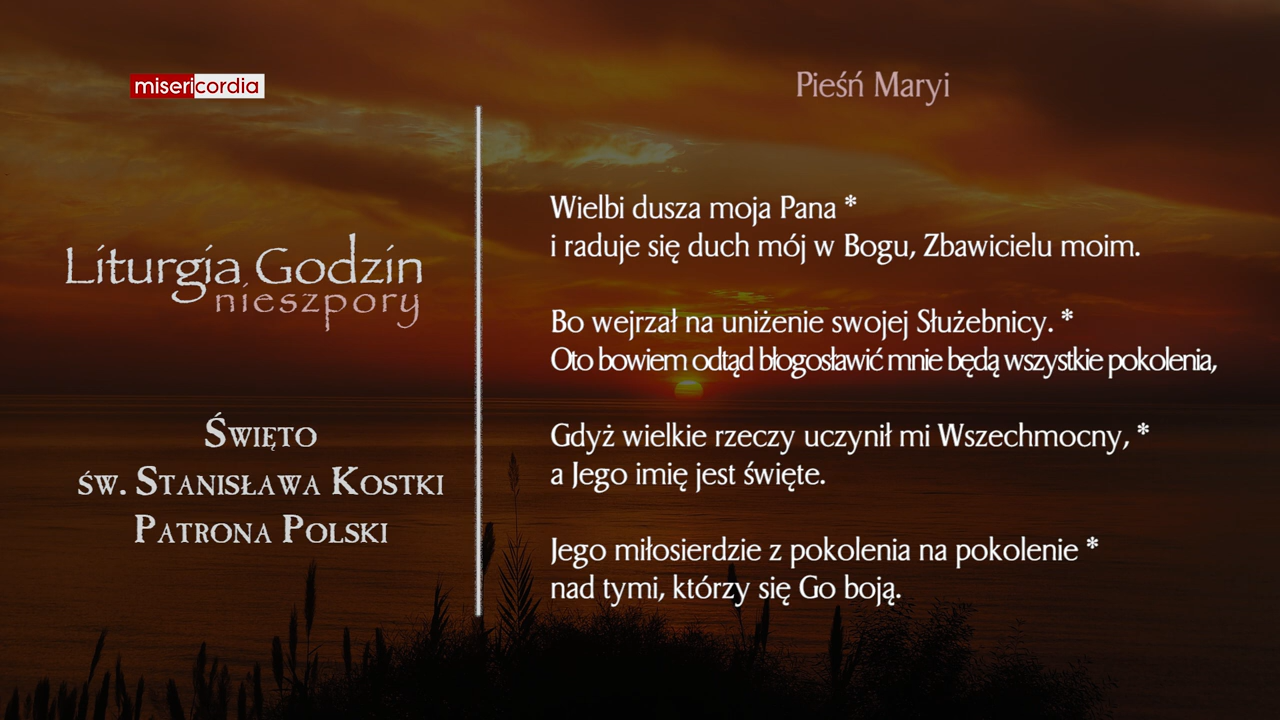 misericordia
Liturgia Godzin
nieszpory
Święto
św. Stanisława Kostki
Patrona Polski
Pieśń Maryi
Wielbi dusza moja Pana *
i raduje się duch mój w Bogu, Zbawicielu moim.
Bo wejrzał na uniżenie swojej Służebnicy. *
Oto bowiem odtąd błogosławić mnie będą wszystkie pokolenia,
Gdyż wielkie rzeczy uczynił mi Wszechmocny, *
a Jego imię jest święte.
Jego miłosierdzie z pokolenia na pokolenie *
nad tymi, którzy się Go boją.